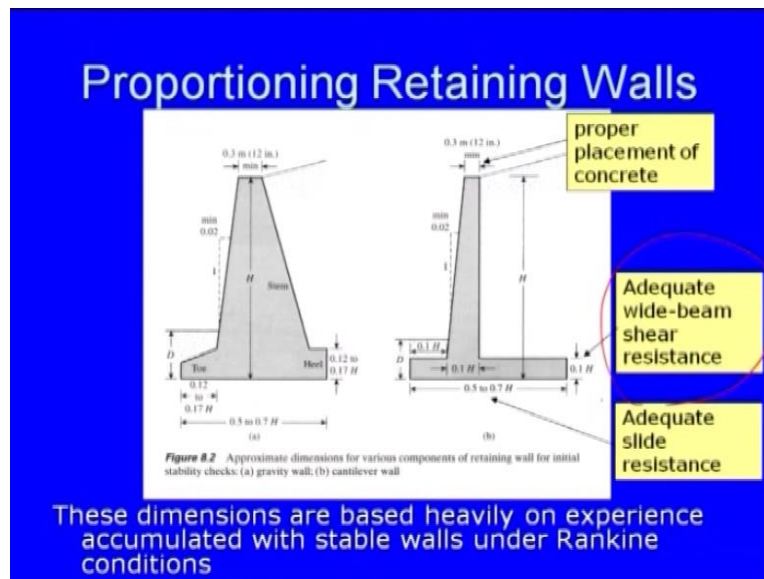 Proportioning Retaining Walls
proper
placement of
concrete
0.3 m (12 in.)
min
0.3 m (12 in.)
min
min
0.02
min
0.02
1
1
H
H
Stem
Adequate
wide-beam
shear
resistance
D
Toe
Heel
0.12 to
0.17 H
D
0.1 H
0.1 H
0.1 H
0.12
to
0.17 H
0.5 to 0.7 H
0.5 to 0.7 H
(a)
(b)
Adequate
slide
resistance
Figure 8.2 Approximate dimensions for various components of retaining wall for initial
stability checks: (a) gravity wall; (b) cantilever wall
These dimensions are based heavily on experience
accumulated with stable walls under Rankine
conditions